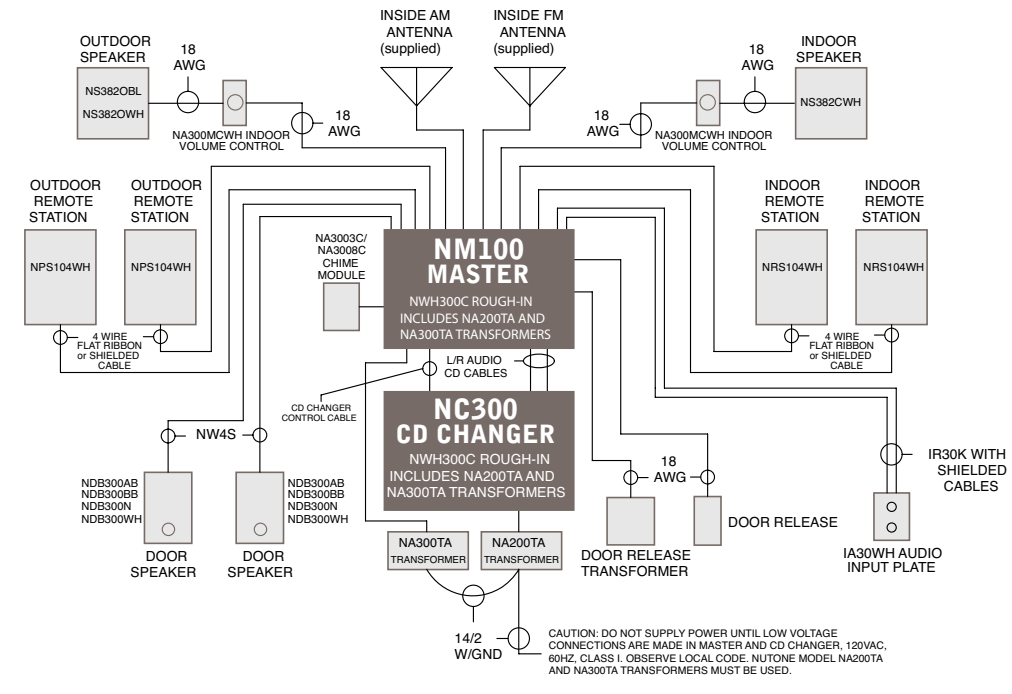 INSIDE AM
ANTENNA
(supplied)
INSIDE FM
ANTENNA
(supplied)
OUTDOOR
SPEAKER
18
AWG
NS382OBL
NS382OWH
NA300MCWH INDOOR
VOLUME CONTROL
18
AWG
18
AWG
INDOOR
SPEAKER
NS382CWH
18
AWG
NA300MCWH INDOOR
VOLUME CONTROL
OUTDOOR
REMOTE
STATION
OUTDOOR
REMOTE
STATION
NPS104WH
NPS104WH
4 WIRE
FLAT RIBBON
or SHIELDED
CABLE
NA3003C/
NA3008C
CHIME
MODULE
NM100
MASTER
NWH300C ROUGH-IN
INCLUDES NA200TA AND
NA300TA TRANSFORMERS
INDOOR
REMOTE
STATION
INDOOR
REMOTE
STATION
NRS104WH
NRS104WH
4 WIRE
FLAT RIBBON
or SHIELDED
CABLE
L/R AUDIO
CD CABLES
CD CHANGER
CONTROL CABLE
NC300
CD CHANGER
NWH300C ROUGH-IN
INCLUDES NA200TA AND
NA300TA TRANSFORMERS
NW4S
NDB300AB
NDB300BB
NDB300N
NDB300WH
DOOR
SPEAKER
NDB300AB
NDB300BB
NDB300N
NDB300WH
DOOR
SPEAKER
NA300TA
TRANSFORMER
NA200TA
TRANSFORMER
18
AWG
DOOR RELEASE
TRANSFORMER
DOOR RELEASE
IR30K WITH
SHIELDED
CABLES
IA30WH AUDIO
INPUT PLATE
14/2
W/GND
CAUTION: DO NOT SUPPLY POWER UNTIL LOW VOLTAGE
CONNECTIONS ARE MADE IN MASTER AND CD CHANGER, 120VAC,
60HZ, CLASS I. OBSERVE LOCAL CODE. NUTONE MODEL NA200TA
AND NA300TA TRANSFORMERS MUST BE USED.